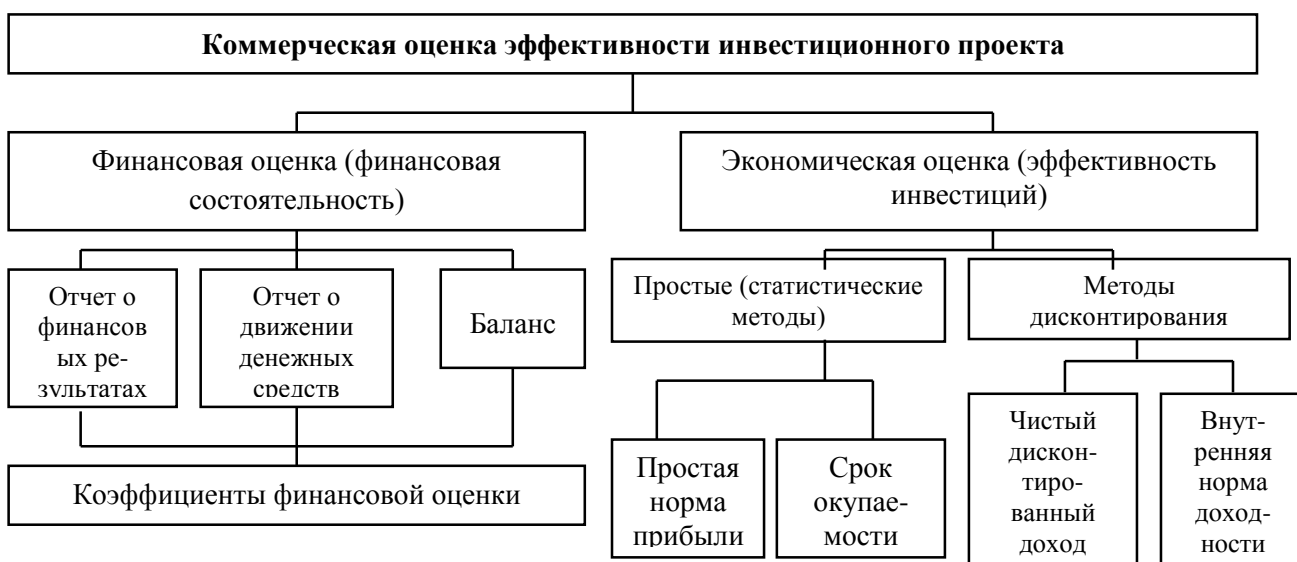 Коммерческая оценка эффективности инвестиционного проекта
Финансовая оценка (финансовая
состоятельность)
Экономическая оценка (эффективность
инвестиций)
Отчет о
финансов
ых ре-
зультатах
Отчет о
движении
денежных
средств
Баланс
Простые (статистические
методы)
Методы
дисконтирования
Коэффициенты финансовой оценки
Простая
норма
прибыли
Срок
окупае-
мости
Чистый
дискон-
тиро-
ванный
доход
Внут-
ренняя
норма
доход-
ности